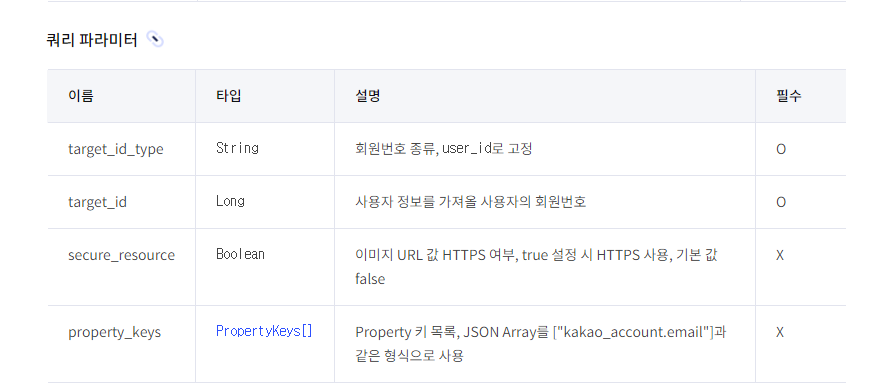 쿼리 파라미터
이름 타입 설명 필수
target_id_type String 회원번호 종류, user_id로 고정 O
target_id Long 사용자 정보를 가져올 사용자의 회원번호 O
secure_resource Boolean 이미지 URL 값 HTTPS 여부, true 설정 시 HTTPS 사용, 기본 값 X
false
property_keys PropertyKeys[] Property 키 목록, JSON Array를 ["kakao_account.email"]과 X
같은 형식으로 사용